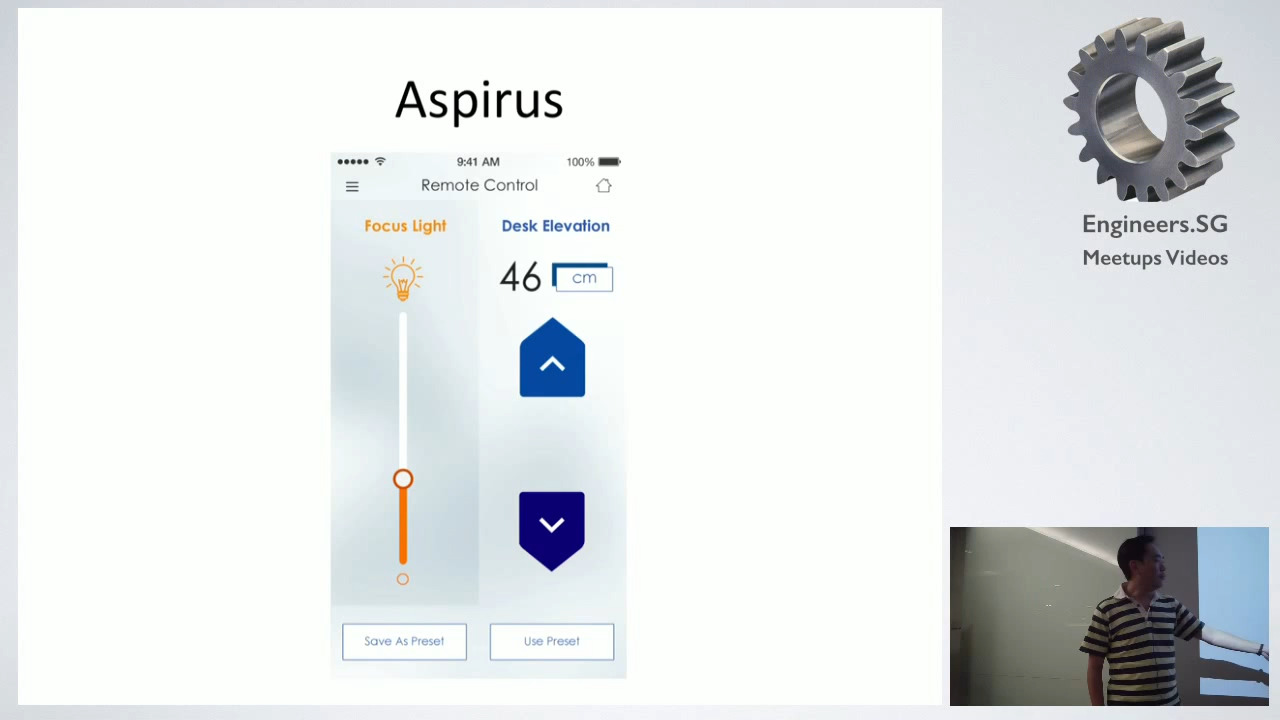 Aspirus
9:41 AM 100%
Remote Control
Focus Light
Desk Elevation
46 cm
Save As Preset
Use Preset
Engineers.SG
Meetups Videos